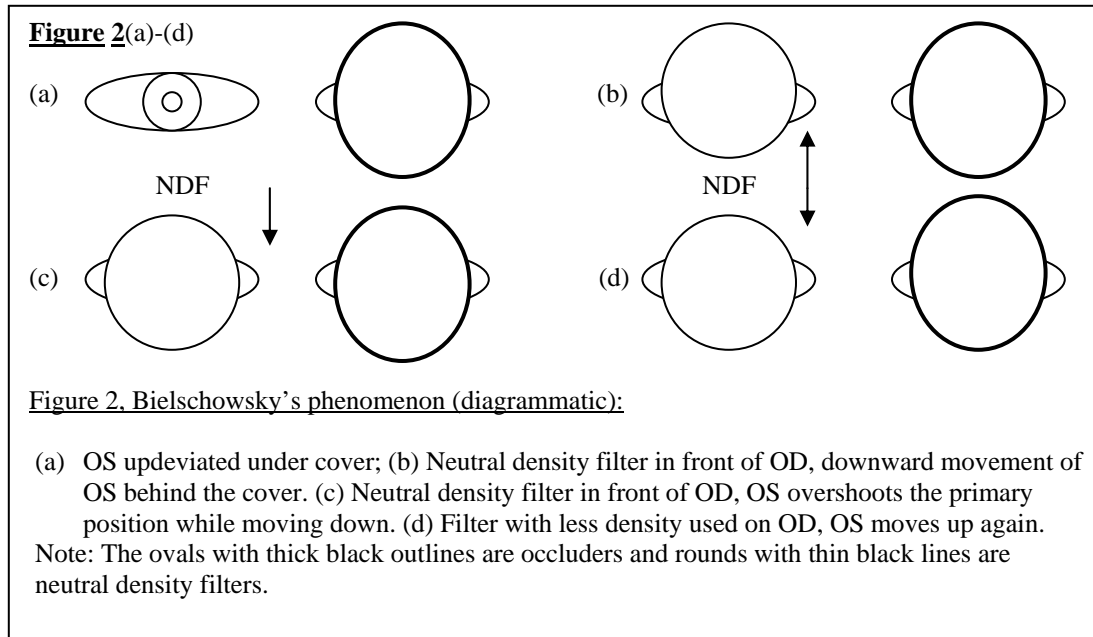 Figure 2(a)-(d)
(a)
(b)
NDF
NDF
(c)
(d)
Figure 2, Bielschowsky’s phenomenon (diagrammatic):
(a) OS updeviated under cover; (b) Neutral density filter in front of OD, downward movement of
OS behind the cover. (c) Neutral density filter in front of OD, OS overshoots the primary
position while moving down. (d) Filter with less density used on OD, OS moves up again.
Note: The ovals with thick black outlines are occluders and rounds with thin black lines are
neutral density filters.